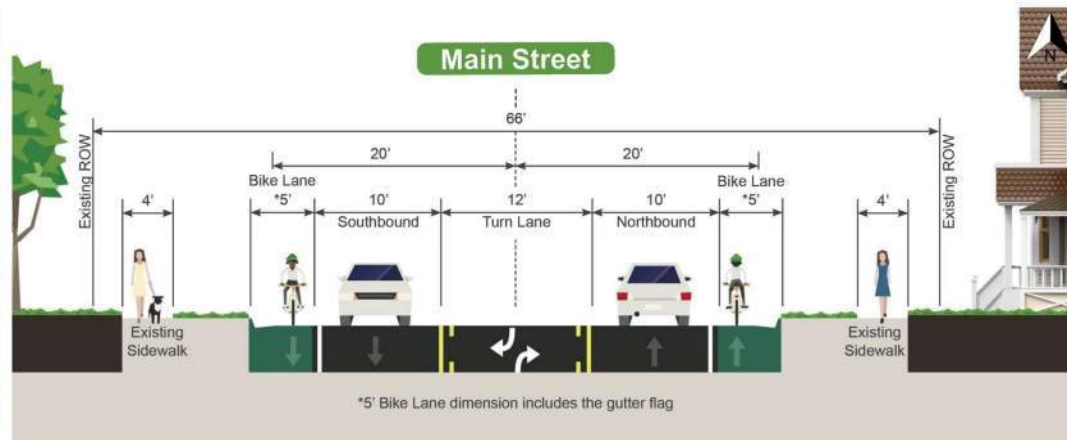 Main Street
N
66'
Existing ROW
Existing ROW
20'
20'
Bike Lane
Bike Lane
4'
*5'
10'
12'
10'
*5'
4'
Southbound
Turn Lane
Northbound
Existing
Sidewalk
Existing
Sidewalk
*5' Bike Lane dimension includes the gutter flag